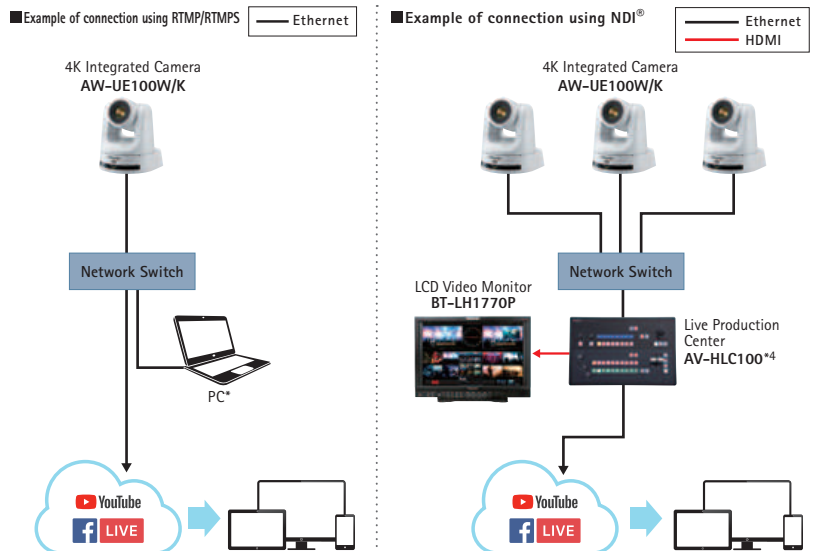 ■Example of connection using RTMP/RTMPS
Ethernet
4K Integrated Camera
AW-UE100W/K
Network Switch
PC*
YouTube
f LIVE
■Example of connection using NDI®
Ethernet
HDMI
4K Integrated Camera
AW-UE100W/K
Network Switch
LCD Video Monitor
BT-LH1770P
Live Production
Center
AV-HLC100*4
YouTube
f LIVE